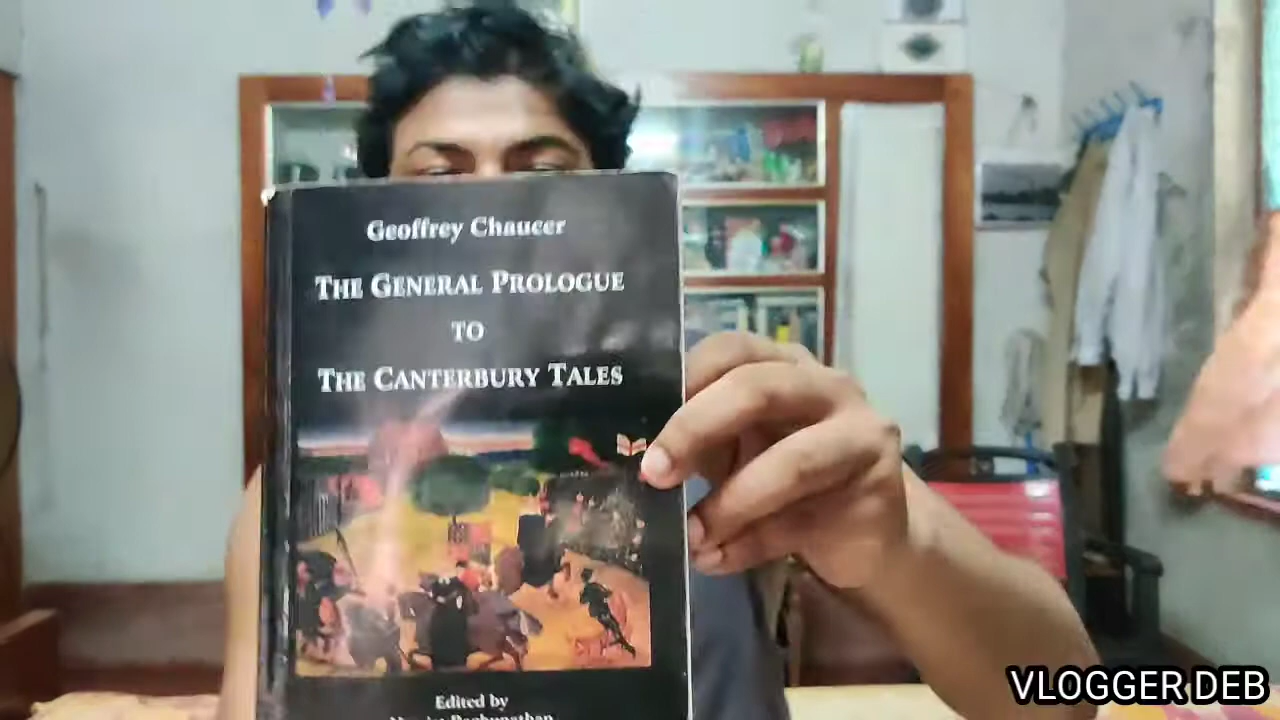 Geoffrey Chaucer
THE GENERAL PROLOGUE
TO
THE CANTERBURY TALES
Edited by
VLOGGER DEB